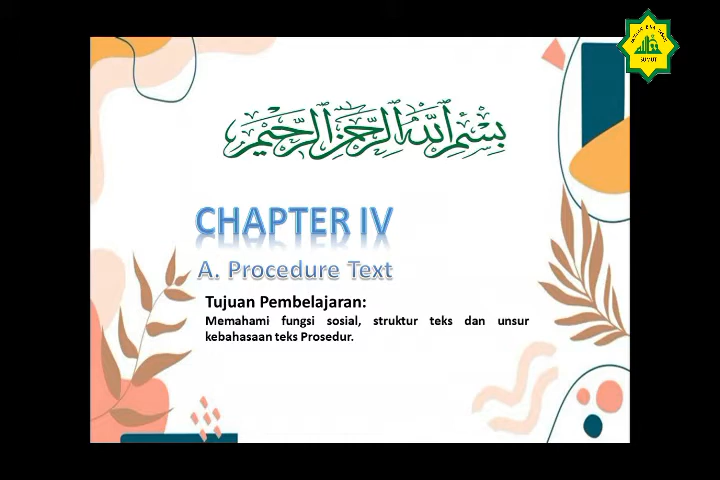 بِسْمِ ٱللَّهِ ٱلرَّحْمَٰنِ ٱلرَّحِيمِ
CHAPTER IV
A. Procedure Text
Tujuan Pembelajaran:
Memahami fungsi sosial, struktur teks dan unsur
kebahasaan teks Prosedur.